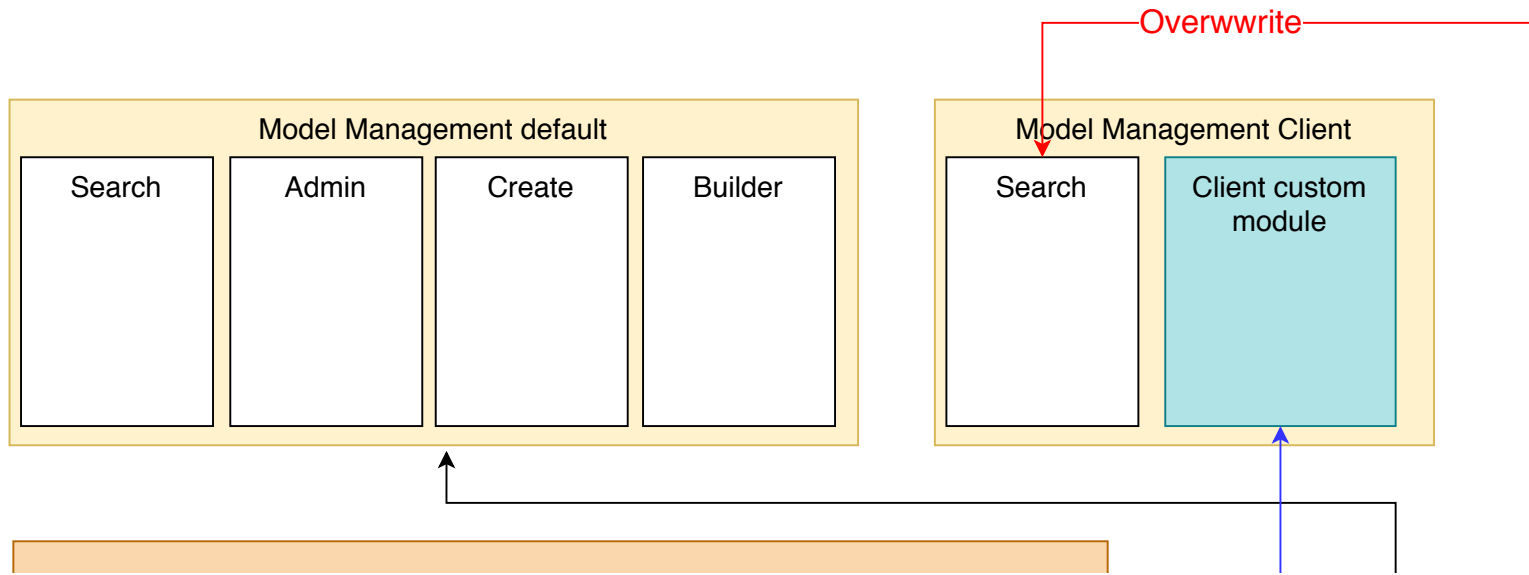 Overwwrite
Model Management default
Model Management Client
Search
Admin
Create
Builder
Search
Client custom
module